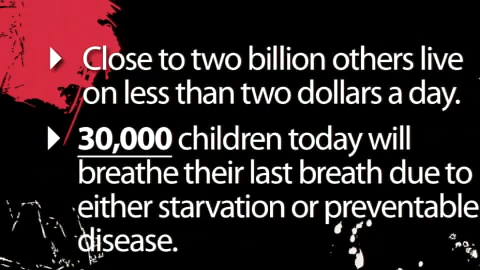 Close to two billion others live
on less than two dollars a day.
30,000 children today will
breathe their last breath due to
either starvation or preventable
disease.